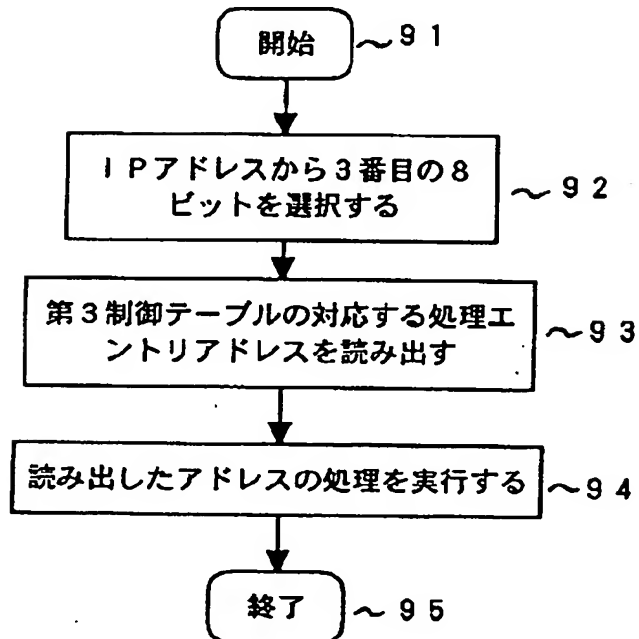 開始 ～91
IPアドレスから3番目の8
ビットを選択する ～92
第3制御テーブルの対応する処理エ
ントリアドレスを読み出す ～93
読み出したアドレスの処理を実行する ～94
終了 ～95